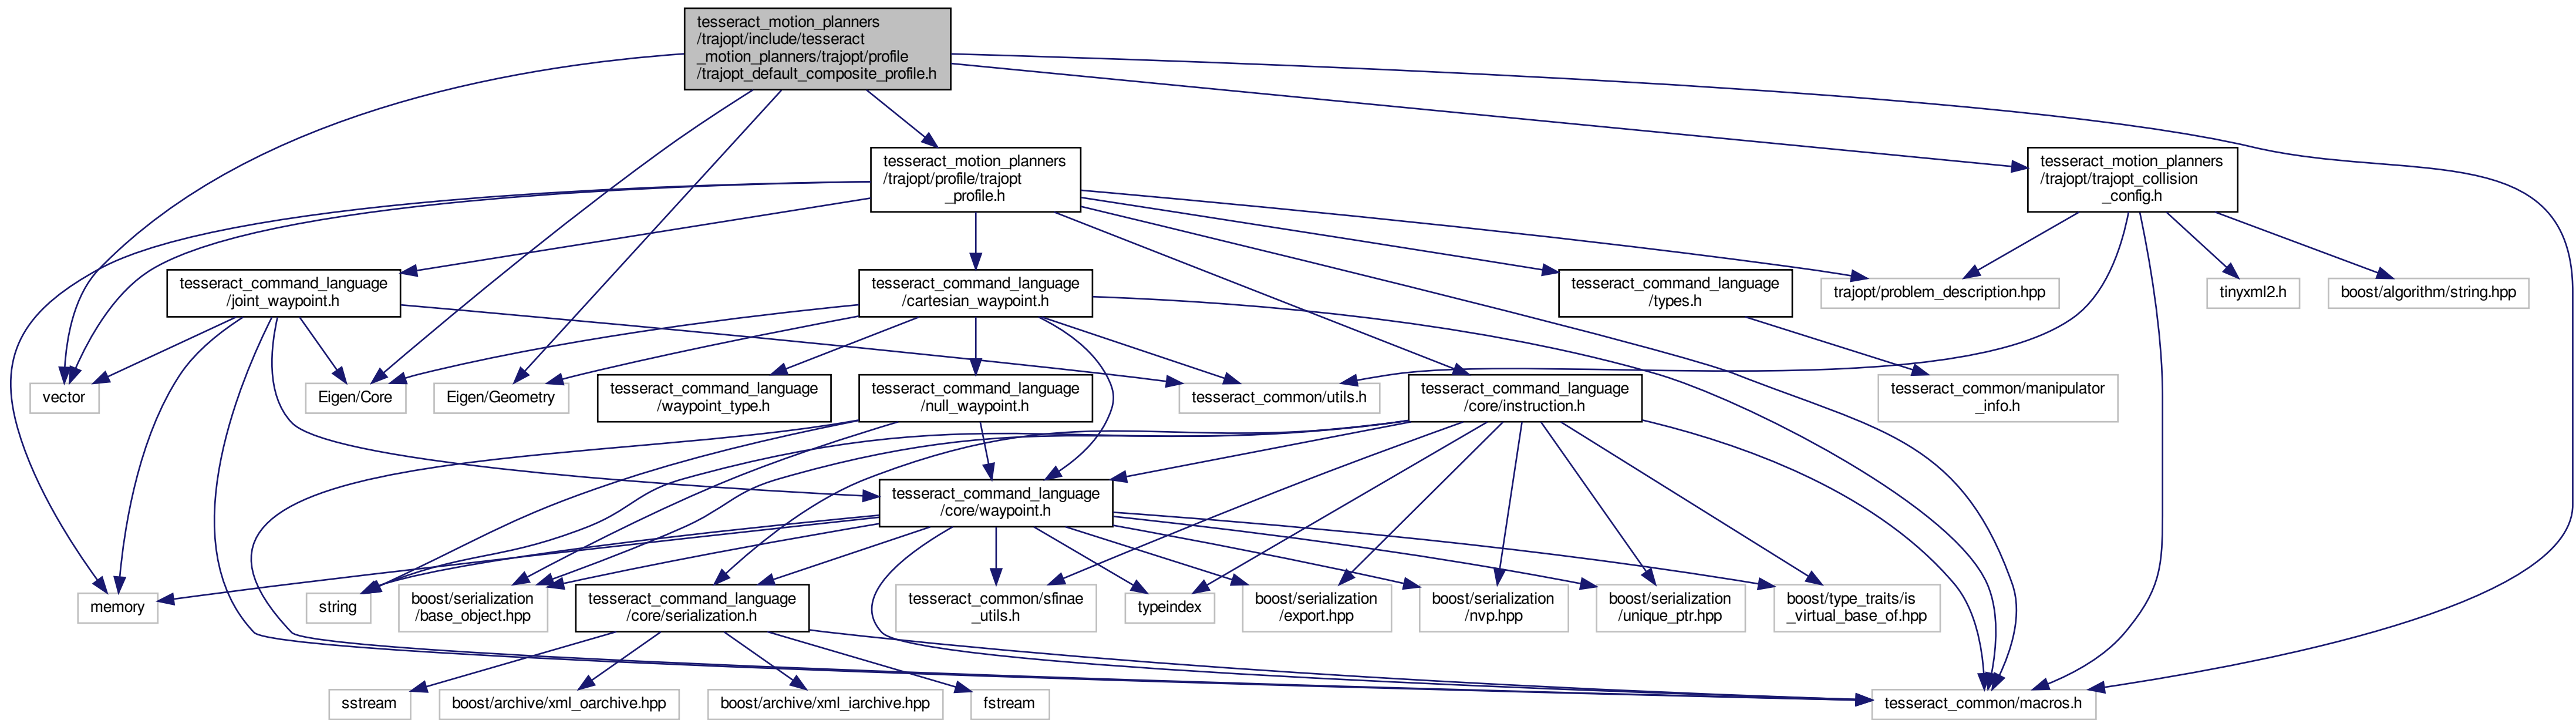 tesseract_motion_planners
/trajopt/include/tesseract
_motion_planners/trajopt/profile
/trajopt_default_composite_profile.h
tesseract_motion_planners
/trajopt/profile/trajopt
_profile.h
tesseract_motion_planners
/trajopt/trajopt_collision
_config.h
tesseract_command_language
/joint_waypoint.h
tesseract_command_language
/cartesian_waypoint.h
tesseract_command_language
/types.h
trajopt/problem_description.hpp
tinyxml2.h
boost/algorithm/string.hpp
vector
Eigen/Core
Eigen/Geometry
tesseract_command_language
/waypoint_type.h
tesseract_command_language
/null_waypoint.h
tesseract_common/utils.h
tesseract_command_language
/core/instruction.h
tesseract_common/manipulator
_info.h
tesseract_command_language
/core/waypoint.h
memory
string
boost/serialization
/base_object.hpp
tesseract_command_language
/core/serialization.h
tesseract_common/sfinae
_utils.h
typeindex
boost/serialization
/export.hpp
boost/serialization
/nvp.hpp
boost/serialization
/unique_ptr.hpp
boost/type_traits/is
_virtual_base_of.hpp
sstream
boost/archive/xml_oarchive.hpp
boost/archive/xml_iarchive.hpp
fstream
tesseract_common/macros.h